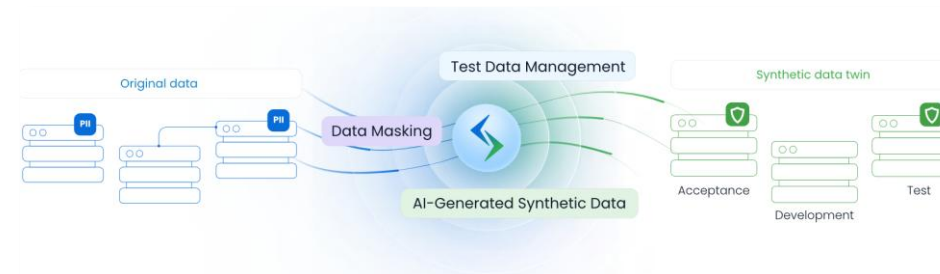 Original data
PII
PII
Data Masking
Test Data Management
AI-Generated Synthetic Data
Synthetic data twin
Acceptance
Development
Test